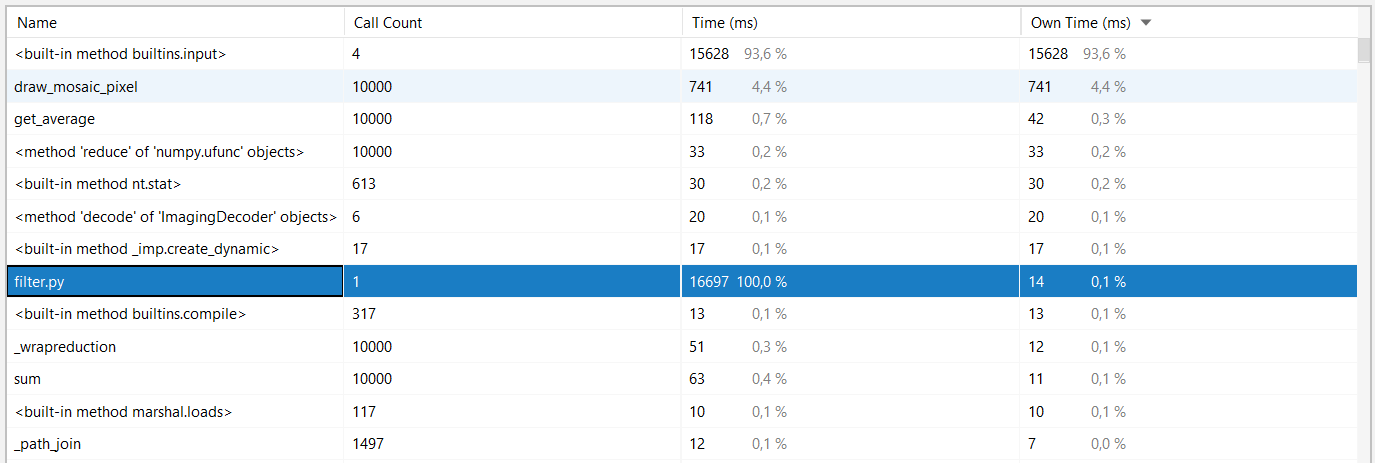 Name Call Count Time (ms) Own Time (ms)
<built-in method builtins.input> 4 15628 93,6 % 15628 93,6 %
draw_mosaic_pixel 10000 741 4,4 % 741 4,4 %
get_average 10000 118 0,7 % 42 0,3 %
<method 'reduce' of 'numpy.ufunc' objects> 10000 33 0,2 % 33 0,2 %
<built-in method nt.stat> 613 30 0,2 % 30 0,2 %
<method 'decode' of 'ImagingDecoder' objects> 6 20 0,1 % 20 0,1 %
<built-in method _imp.create_dynamic> 17 17 0,1 % 17 0,1 %
filter.py 1 16697 100,0 % 14 0,1 %
<built-in method builtins.compile> 317 13 0,1 % 13 0,1 %
_wrapreduction 10000 51 0,3 % 12 0,1 %
sum 10000 63 0,4 % 11 0,1 %
<built-in method marshal.loads> 117 10 0,1 % 10 0,1 %
_path_join 1497 12 0,1 % 7 0,0 %